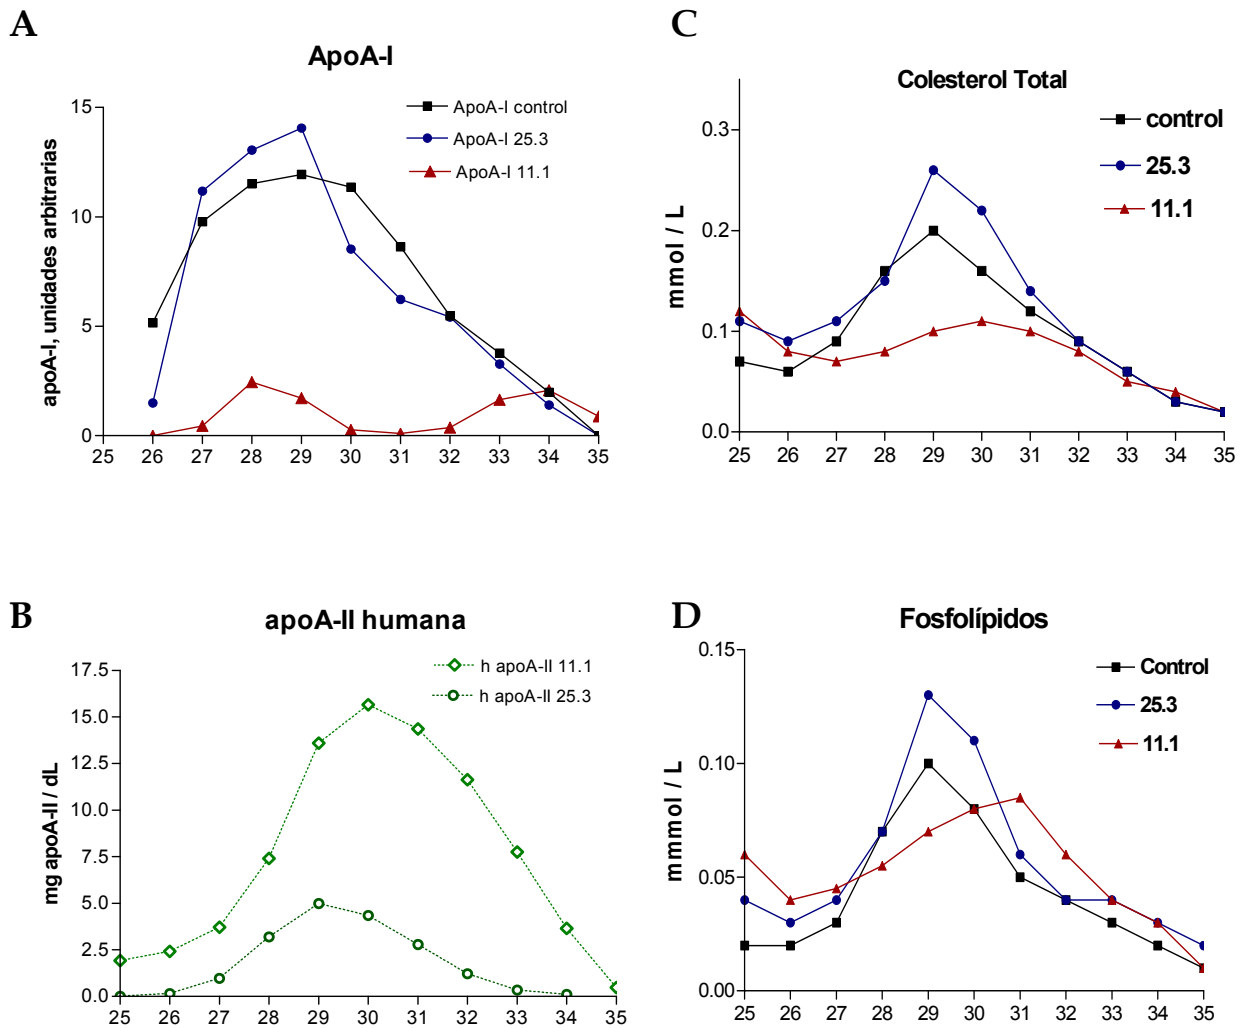 A
ApoA-I
ApoA-I control
ApoA-I 25.3
ApoA-I 11.1
apoA-I, unidades arbitrarias
15
10
5
0
25 26 27 28 29 30 31 32 33 34 35
C
Colesterol Total
control
25.3
11.1
mmol / L
0.3
0.2
0.1
0.0
25 26 27 28 29 30 31 32 33 34 35
B
apoA-II humana
h apoA-II 11.1
h apoA-II 25.3
mg apoA-II / dL
17.5
15.0
12.5
10.0
7.5
5.0
2.5
0.0
25 26 27 28 29 30 31 32 33 34 35
D
Fosfolípidos
Control
25.3
11.1
mmmol / L
0.15
0.10
0.05
0.00
25 26 27 28 29 30 31 32 33 34 35